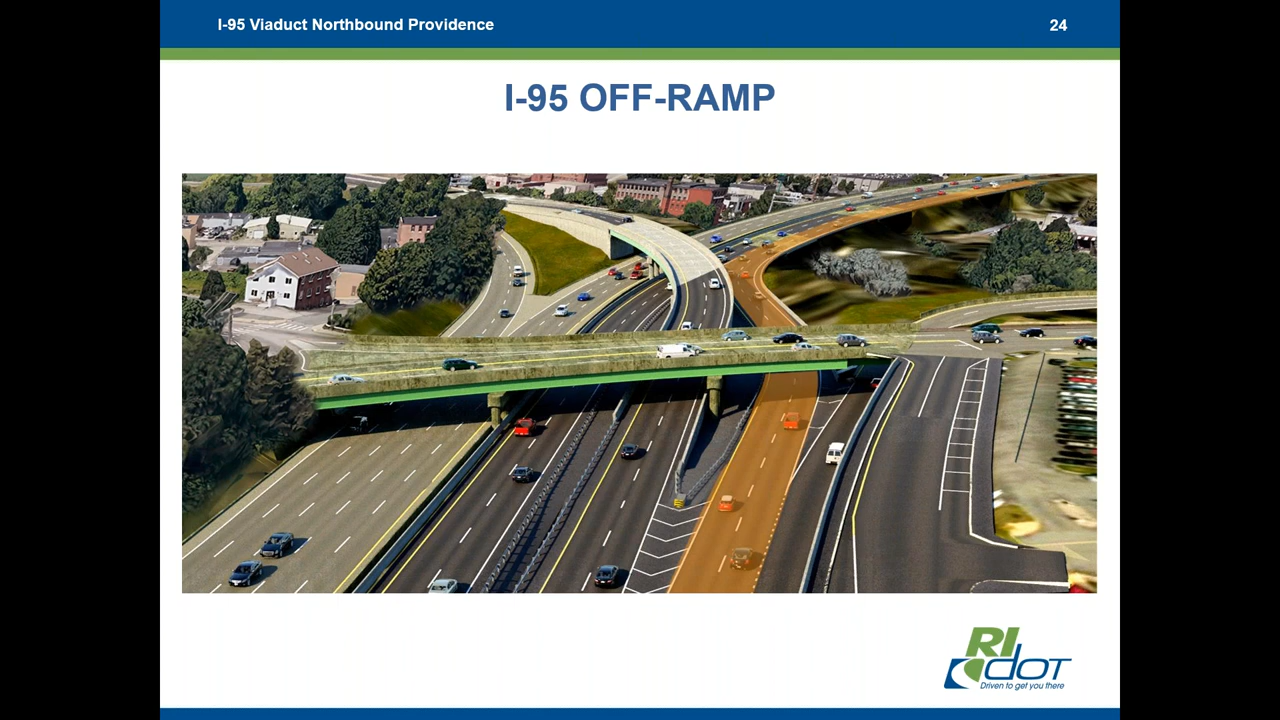 I-95 Viaduct Northbound Providence
24
I-95 OFF-RAMP
RI
DOT
Driven to get you there